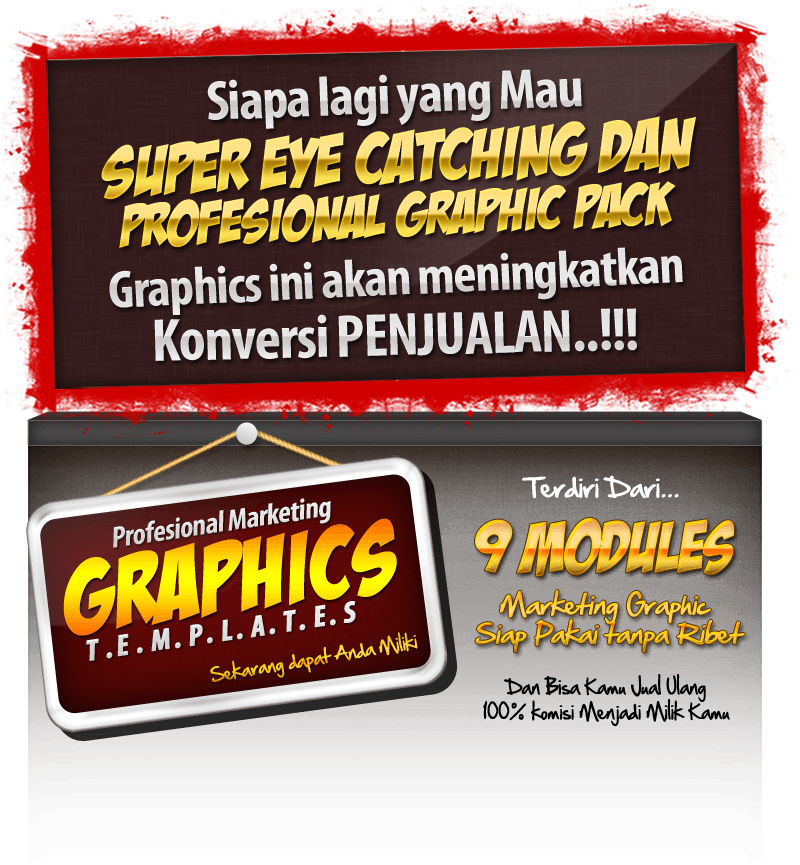 Siapa lagi yang Mau
SUPER EYE CATCHING DAN
PROFESIONAL GRAPHIC PACK
Graphics ini akan meningkatkan
Konversi PENJUALAN..!!!
Profesional Marketing
GRAPHICS
T.E.M.P.L.A.T.E.S
Sekarang dapat Anda Miliki
Terdiri Dari...
9 MODULES
Marketing Graphic
Siap Pakai tanpa Ribet
Dan Bisa Kamu Jual Ulang
100% komisi Menjadi Milik Kamu